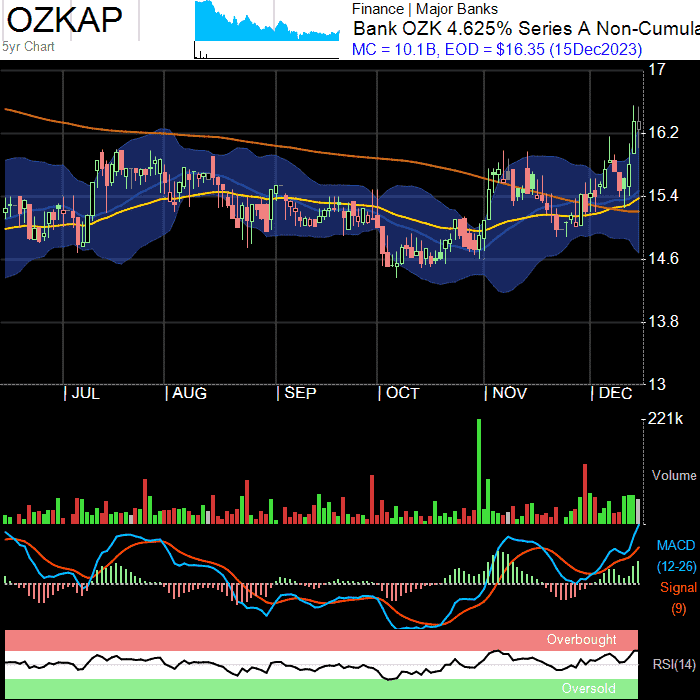 OZKAP
5yr Chart
Finance | Major Banks
Bank OZK 4.625% Series A Non-Cumula
MC = 10.1B, EOD = $16.35 (15Dec2023)
17
16.2
15.4
14.6
13.8
13
| JUL | AUG | SEP | OCT | NOV | DEC
221k
Volume
MACD
(12-26)
Signal
(9)
Overbought
RSI(14)
Oversold